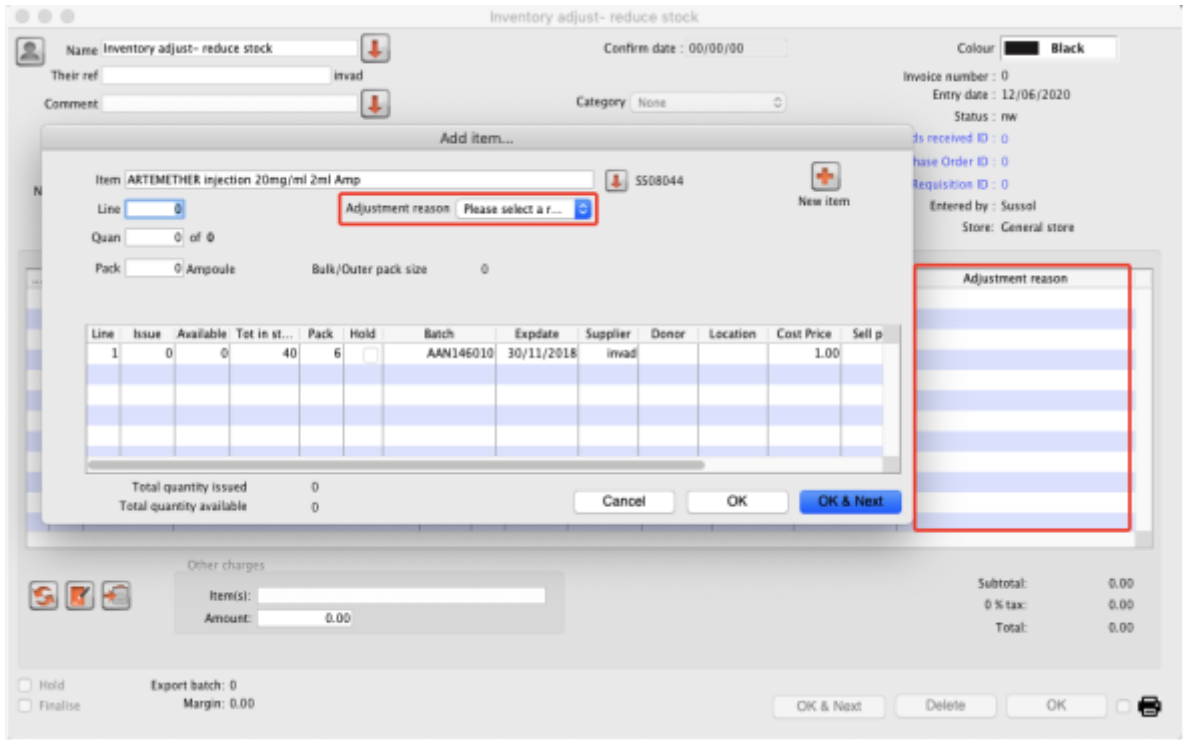 Inventory adjust- reduce stock
Name Inventory adjust- reduce stock Confirm date : 00/00/00 Colour Black
Their ref invad Invoice number : 0
Entry date : 12/06/2020
Comment Category None
Status : nw
ds received ID : 0
hase Order ID : 0
Requisition ID : 0
Entered by : Sussol
Store: General store
N
Add item...
Item ARTEMETHER injection 20mg/ml 2ml Amp SS08044
New item
Line 0 Adjustment reason Please select a r...
Quan 0 of 0
Pack 0 Ampoule Bulk/Outer pack size 0
... Adjustment reason
Line Issue Available Tot in st... Pack Hold Batch Expdate Supplier Donor Location Cost Price Sell p
1 0 0 40 6 AAN146010 30/11/2018 invad 1.00
Total quantity issued 0
Total quantity available 0
Cancel OK OK & Next
Other charges
Item(s):
Amount: 0.00
Subtotal: 0.00
0 % tax: 0.00
Total: 0.00
Hold Export batch: 0
Finalise Margin: 0.00
OK & Next Delete OK